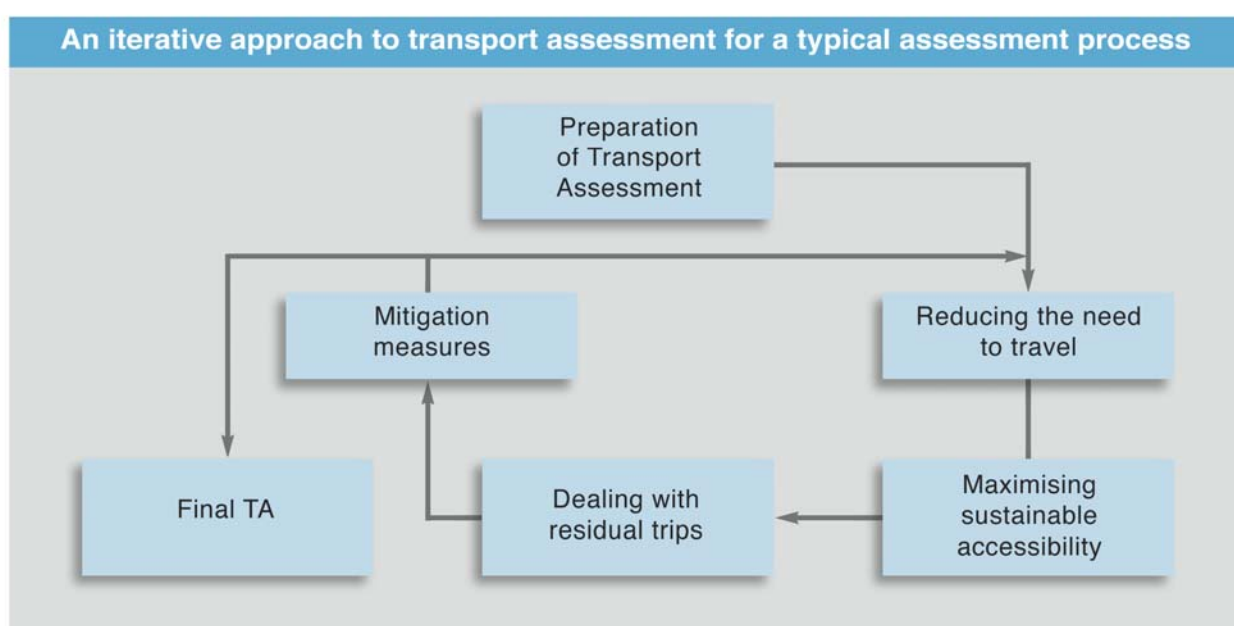 An iterative approach to transport assessment for a typical assessment process
Preparation
of Transport
Assessment
Mitigation
measures
Reducing the need
to travel
Final TA
Dealing with
residual trips
Maximising
sustainable
accessibility